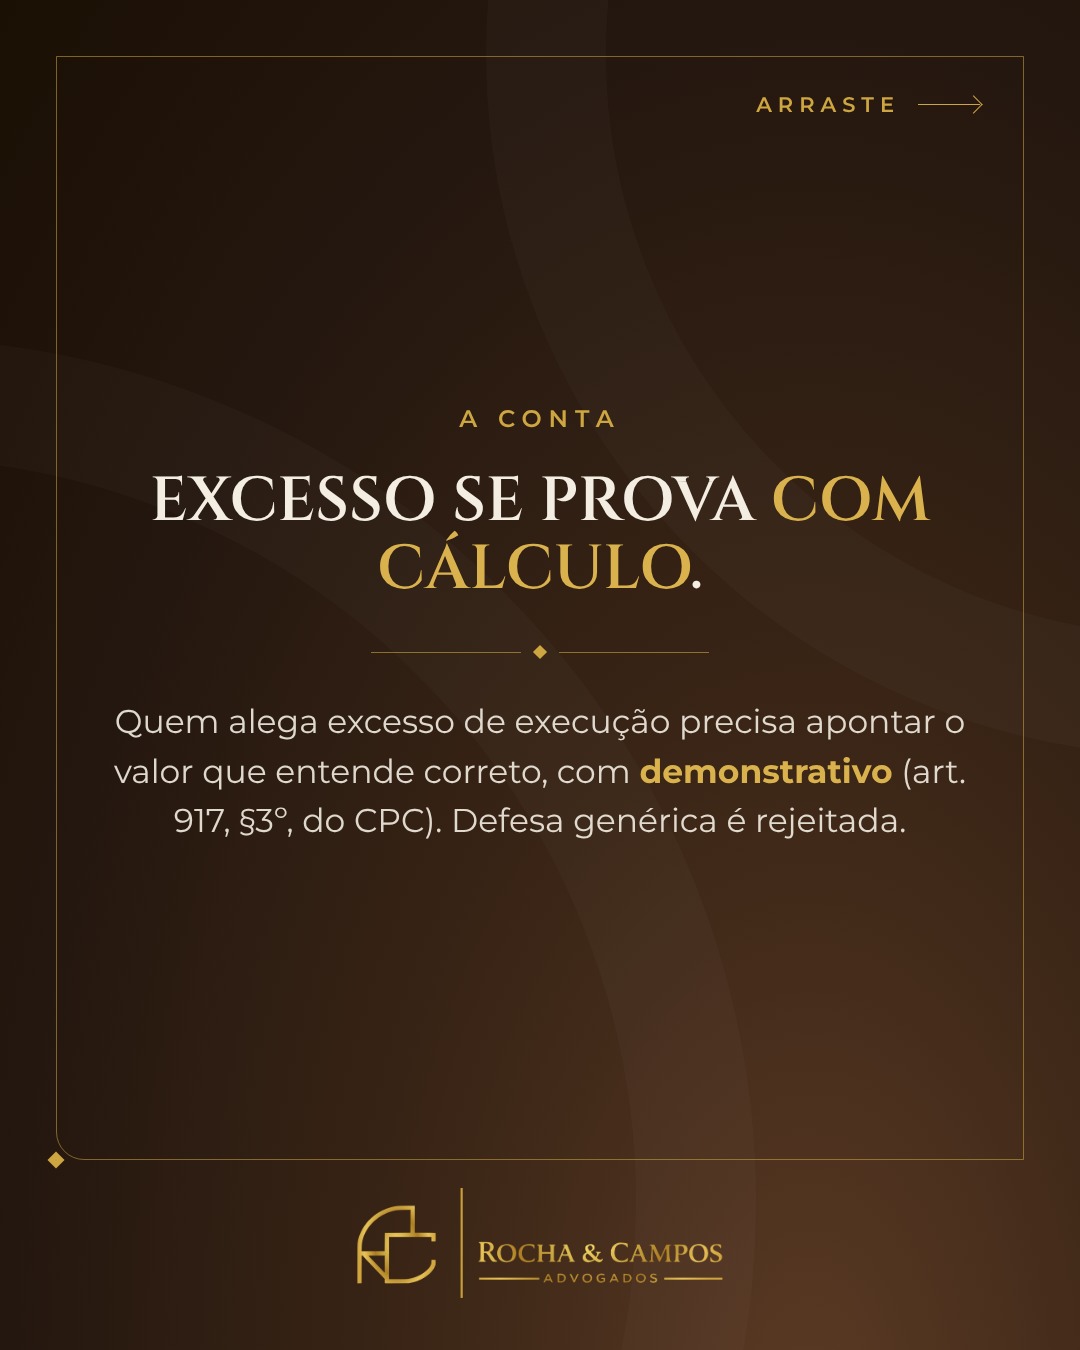 ARRASTE
A CONTA
EXCESSO SE PROVA COM
CÁLCULO.
Quem alega excesso de execução precisa apontar o
valor que entende correto, com demonstrativo (art.
917, §3º, do CPC). Defesa genérica é rejeitada.
ROCHA & CAMPOS
ADVOGADOS